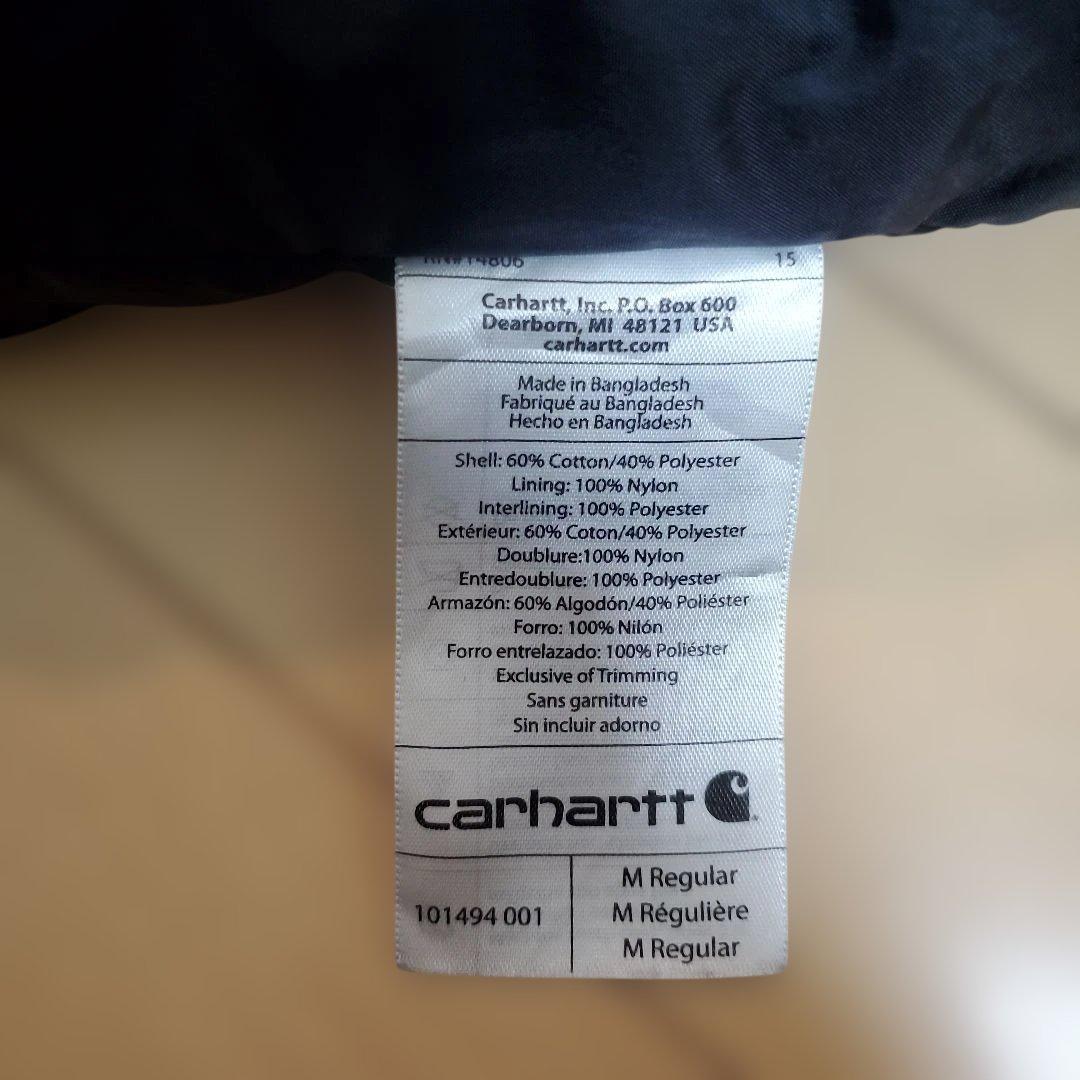 RN#14806 15
Carhartt, Inc. P.O. Box 600
Dearborn, MI 48121 USA
carhartt.com
Made in Bangladesh
Fabriqué au Bangladesh
Hecho en Bangladesh
Shell: 60% Cotton/40% Polyester
Lining: 100% Nylon
Interlining: 100% Polyester
Extérieur: 60% Coton/40% Polyester
Doublure:100% Nylon
Entredoublure: 100% Polyester
Armazón: 60% Algodón/40% Poliéster
Forro: 100% Nilón
Forro entrelazado: 100% Poliéster
Exclusive of Trimming
Sans garniture
Sin incluir adorno
carhartt
101494 001
M Regular
M Régulière
M Regular